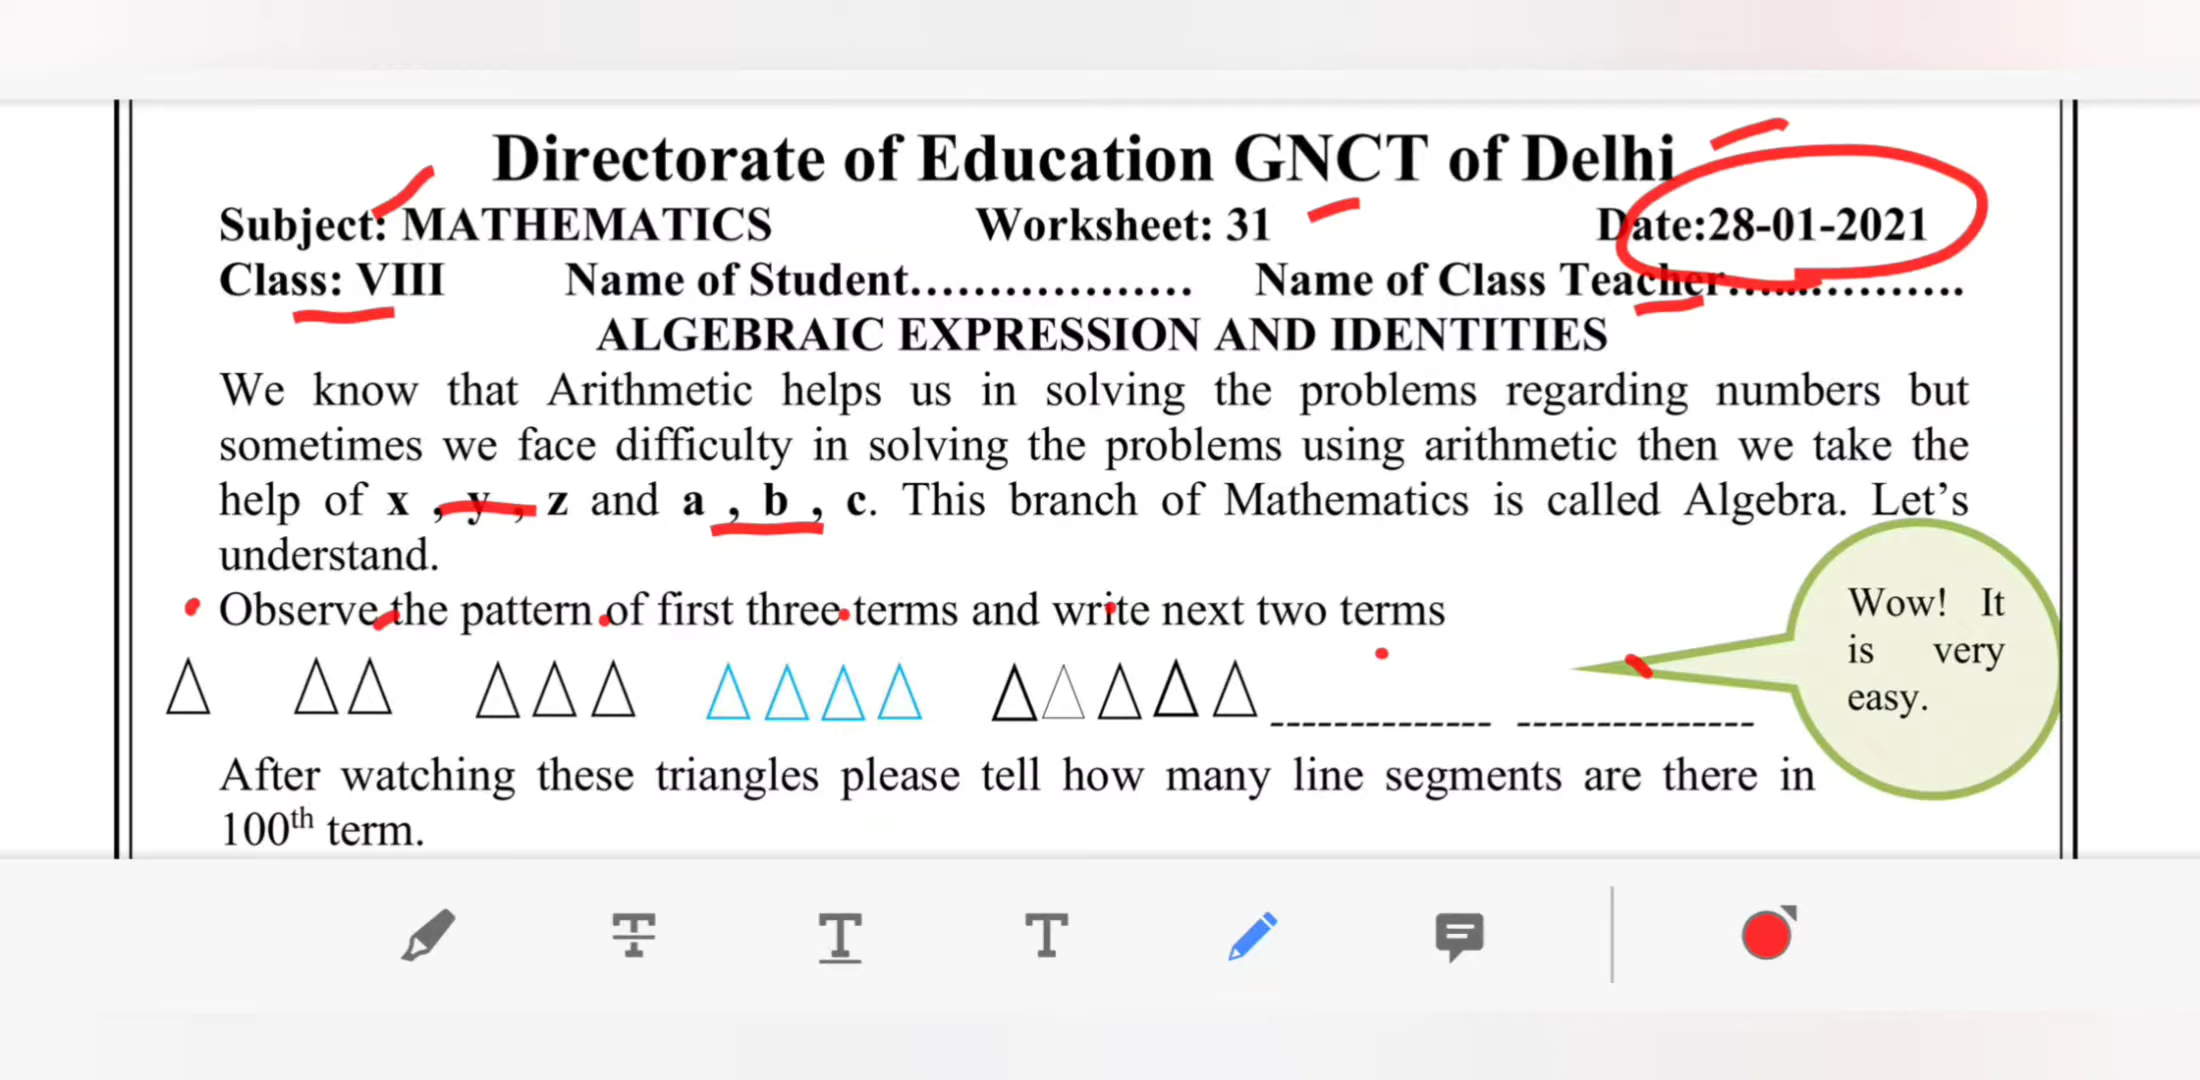 Directorate of Education GNCT of Delhi
Subject: MATHEMATICS Worksheet: 31 Date:28-01-2021
Class: VIII Name of Student.................. Name of Class Teacher..................
ALGEBRAIC EXPRESSION AND IDENTITIES
We know that Arithmetic helps us in solving the problems regarding numbers but
sometimes we face difficulty in solving the problems using arithmetic then we take the
help of x , y , z and a , b , c. This branch of Mathematics is called Algebra. Let’s
understand.
Observe the pattern of first three terms and write next two terms
Wow! It
is very
easy.
After watching these triangles please tell how many line segments are there in
100th term.